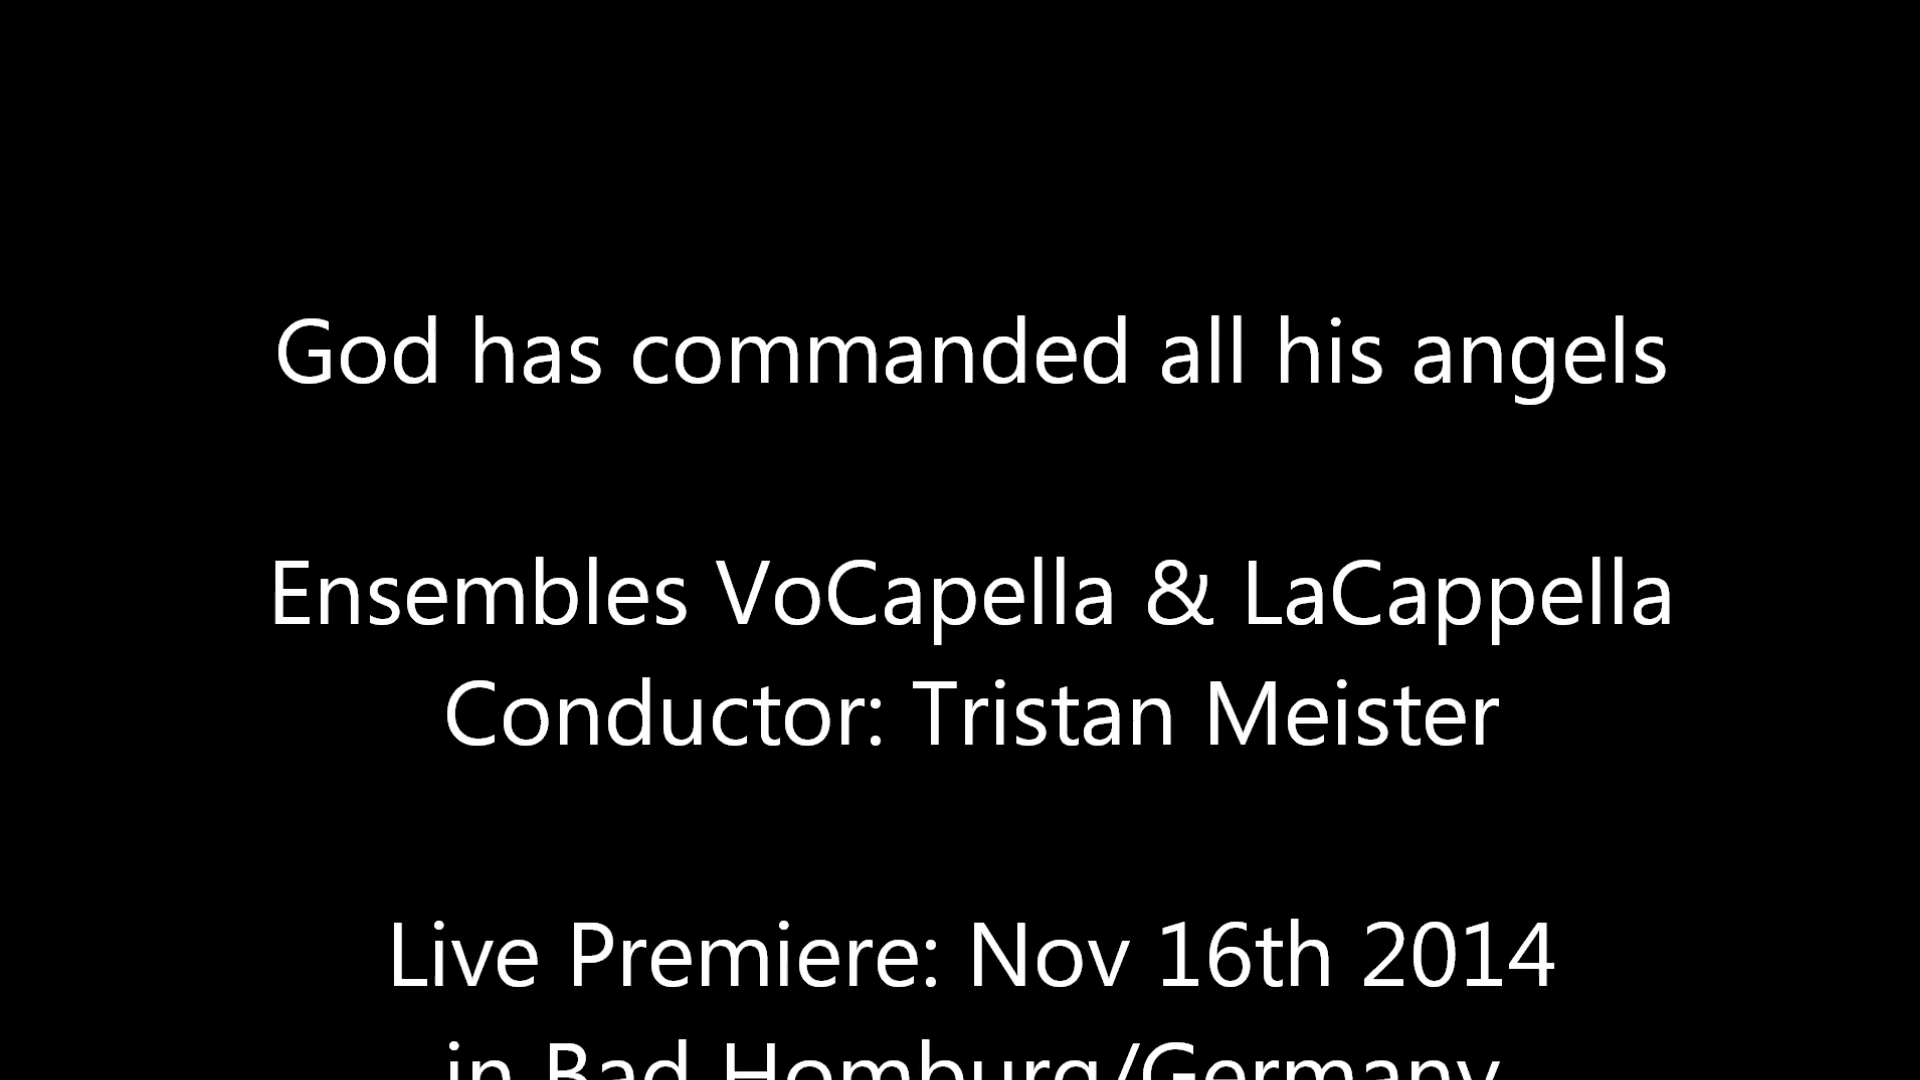 God has commanded all his angels
Ensembles VoCapella & LaCappella
Conductor: Tristan Meister
Live Premiere: Nov 16th 2014
in Bad Homburg/Germany